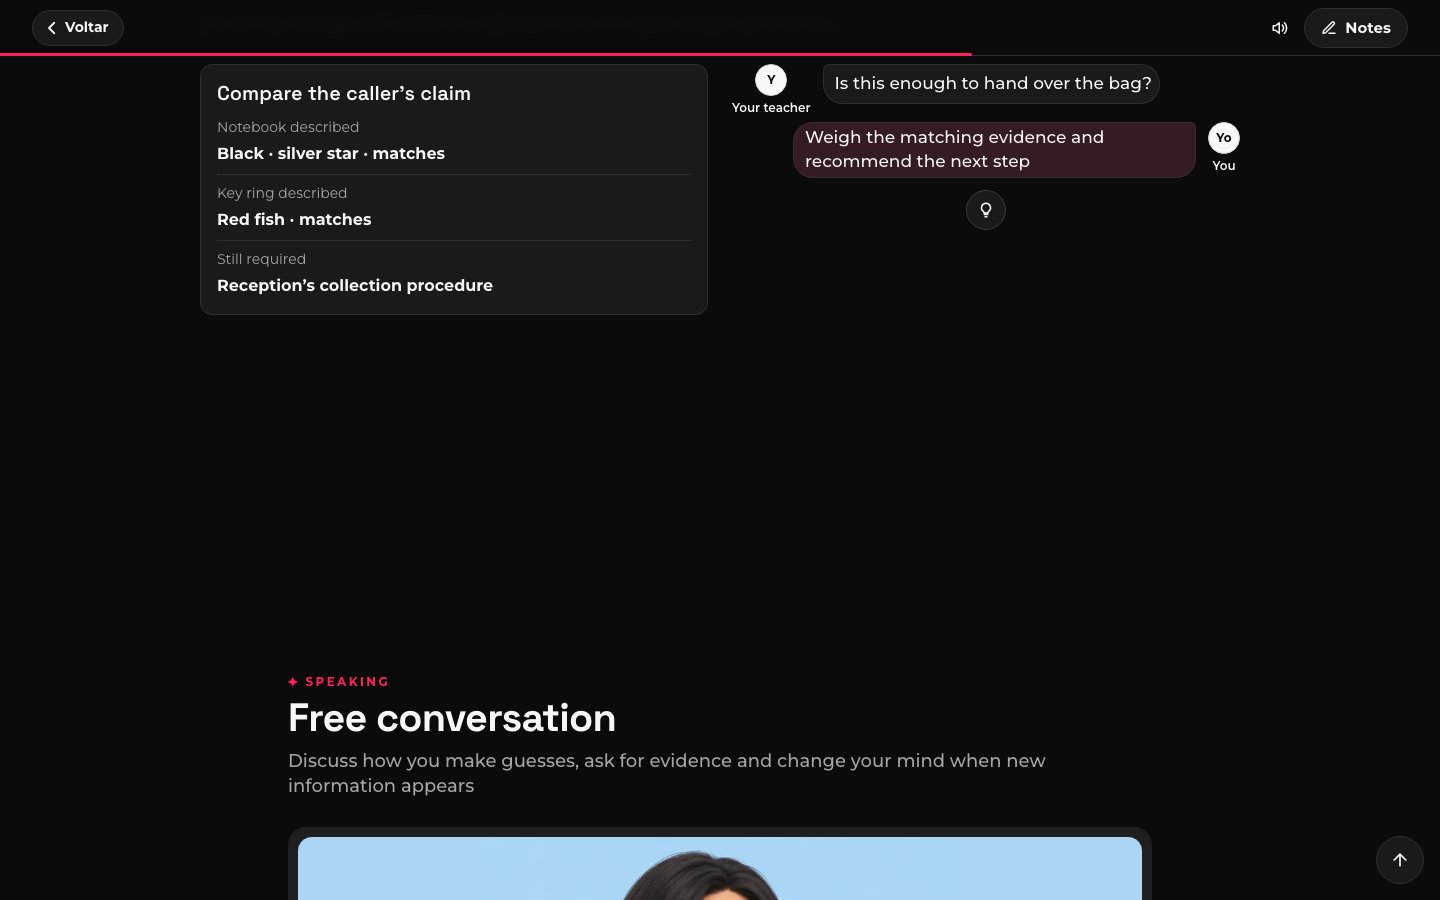 Voltar
Notes
Compare the caller's claim
Notebook described
Black · silver star · matches
Key ring described
Red fish · matches
Still required
Reception's collection procedure
Y
Your teacher
Is this enough to hand over the bag?
Weigh the matching evidence and
recommend the next step
Yo
You
SPEAKING
Free conversation
Discuss how you make guesses, ask for evidence and change your mind when new
information appears